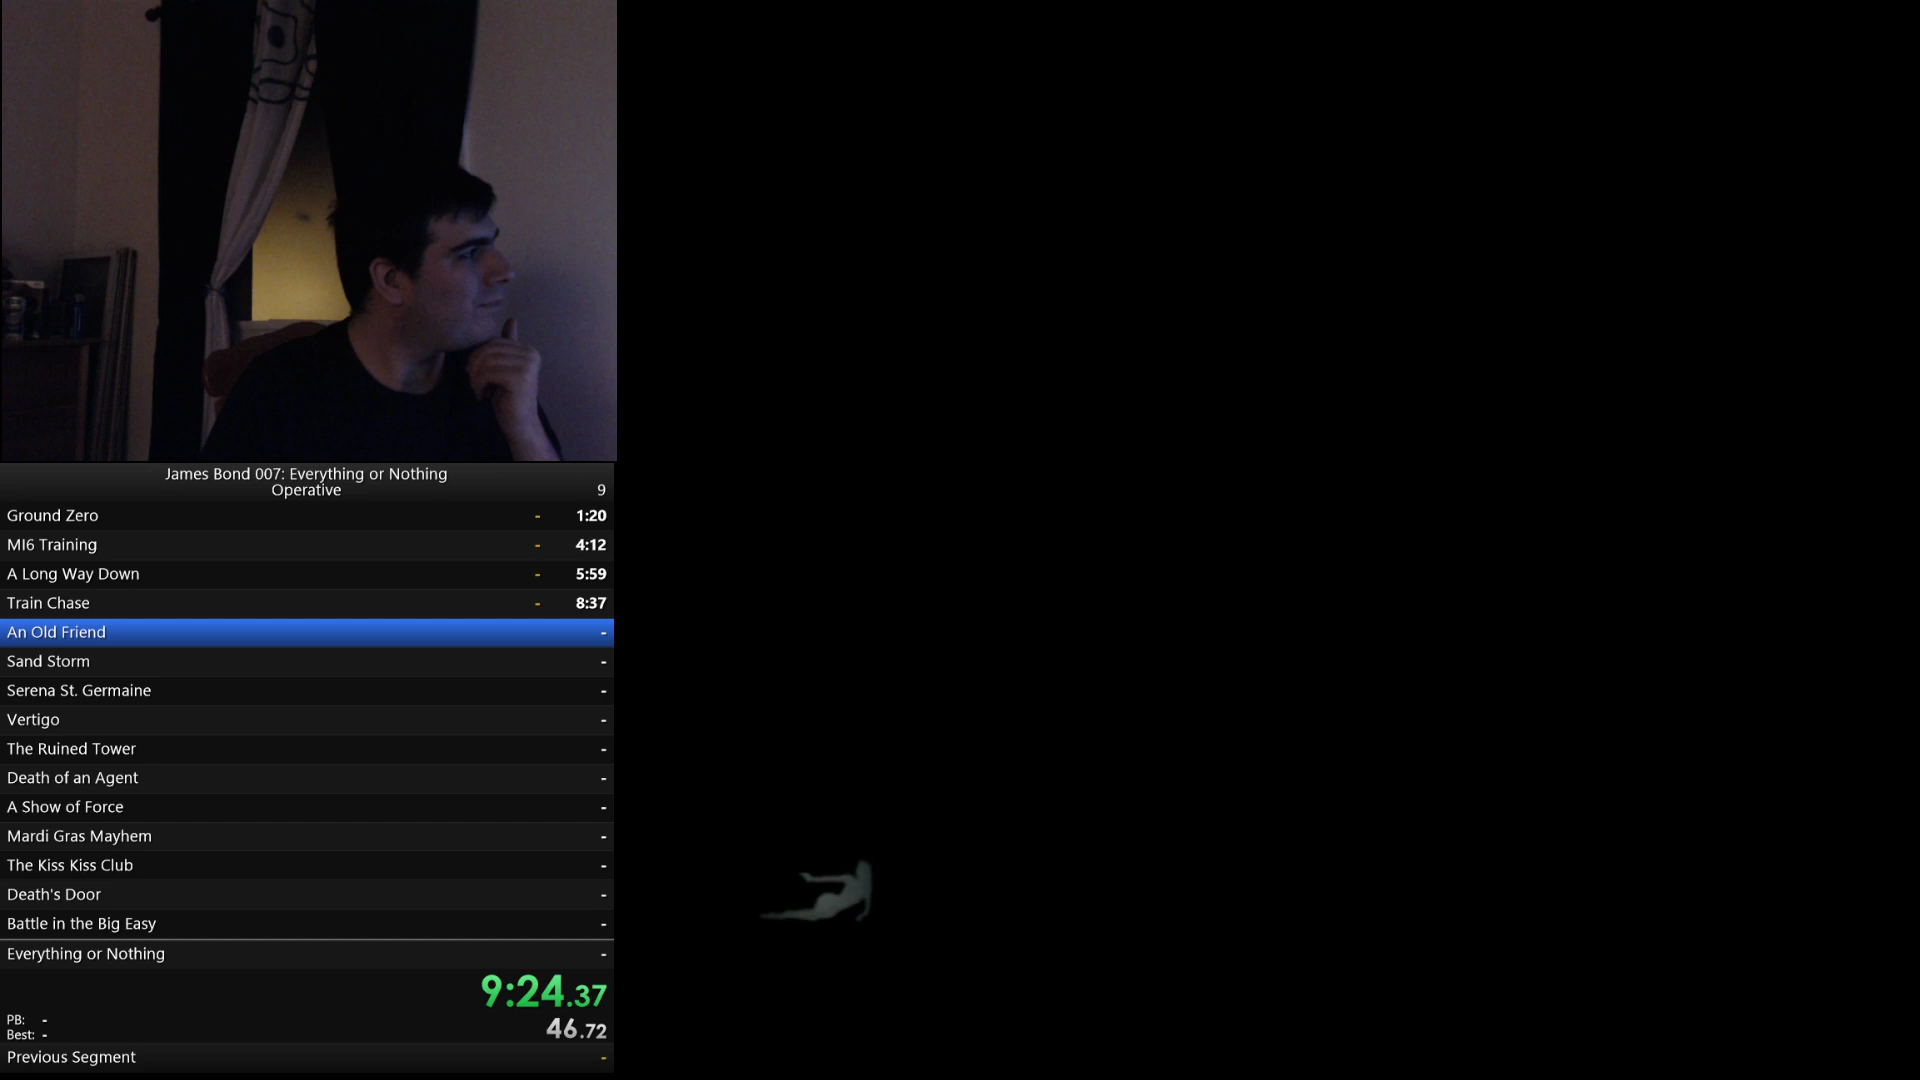 James Bond 007: Everything or Nothing
Operative 9
Ground Zero - 1:20
MI6 Training - 4:12
A Long Way Down - 5:59
Train Chase - 8:37
An Old Friend -
Sand Storm -
Serena St. Germaine -
Vertigo -
The Ruined Tower -
Death of an Agent -
A Show of Force -
Mardi Gras Mayhem -
The Kiss Kiss Club -
Death's Door -
Battle in the Big Easy -
Everything or Nothing -
9:24.37
PB: -
Best: - 46.72
Previous Segment -